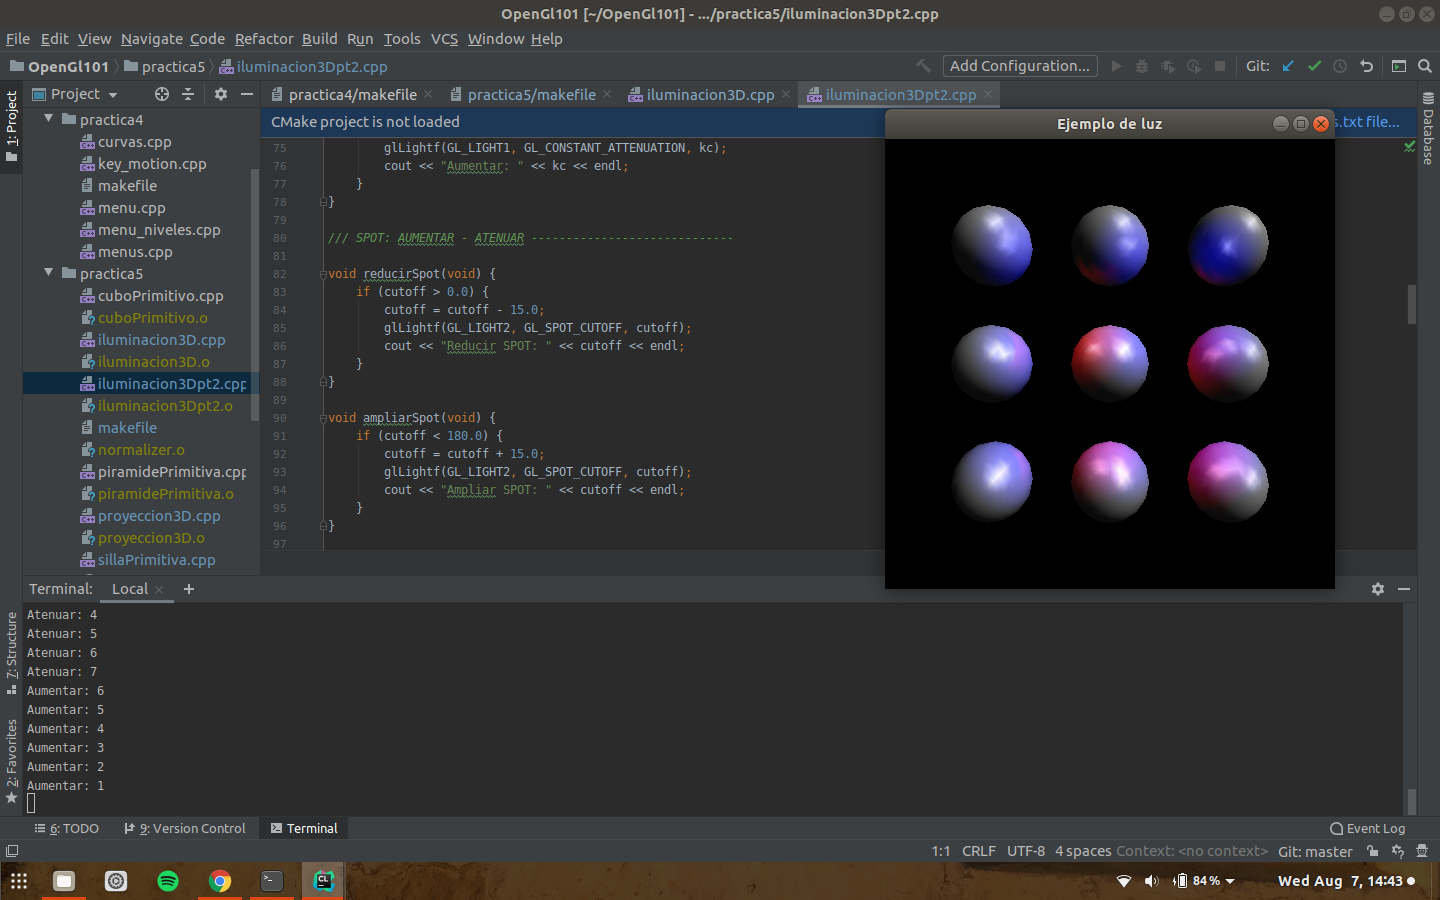 OpenGl101 [~/OpenGl101] - .../practica5/iluminacion3Dpt2.cpp
File Edit View Navigate Code Refactor Build Run Tools VCS Window Help
OpenGl101 practica5 iluminacion3Dpt2.cpp
Add Configuration... Git:
1: Project
Project
practica4/makefile practica5/makefile iluminacion3D.cpp iluminacion3Dpt2.cpp
CMake project is not loaded
s.txt file...
Database
practica4
curvas.cpp
key_motion.cpp
makefile
menu.cpp
menu_niveles.cpp
menus.cpp
practica5
cuboPrimitivo.cpp
cuboPrimitivo.o
iluminacion3D.cpp
iluminacion3D.o
iluminacion3Dpt2.cpp
iluminacion3Dpt2.o
makefile
normalizer.o
piramidePrimitiva.cpp
piramidePrimitiva.o
proyeccion3D.cpp
proyeccion3D.o
sillaPrimitiva.cpp
75 glLightf(GL_LIGHT1, GL_CONSTANT_ATTENUATION, kc);
76 cout << "Aumentar: " << kc << endl;
77 }
78 }
79
80 /// SPOT: AUMENTAR - ATENUAR -----------------------------
81
82 void reducirSpot(void) {
83 if (cutoff > 0.0) {
84 cutoff = cutoff - 15.0;
85 glLightf(GL_LIGHT2, GL_SPOT_CUTOFF, cutoff);
86 cout << "Reducir SPOT: " << cutoff << endl;
87 }
88 }
89
90 void ampliarSpot(void) {
91 if (cutoff < 180.0) {
92 cutoff = cutoff + 15.0;
93 glLightf(GL_LIGHT2, GL_SPOT_CUTOFF, cutoff);
94 cout << "Ampliar SPOT: " << cutoff << endl;
95 }
96 }
97
Ejemplo de luz
Terminal: Local +
Atenuar: 4
Atenuar: 5
Atenuar: 6
Atenuar: 7
Aumentar: 6
Aumentar: 5
Aumentar: 4
Aumentar: 3
Aumentar: 2
Aumentar: 1
7: Structure
2: Favorites
6: TODO 9: Version Control Terminal Event Log
1:1 CRLF UTF-8 4 spaces Context: <no context> Git: master
84 % Wed Aug 7, 14:43